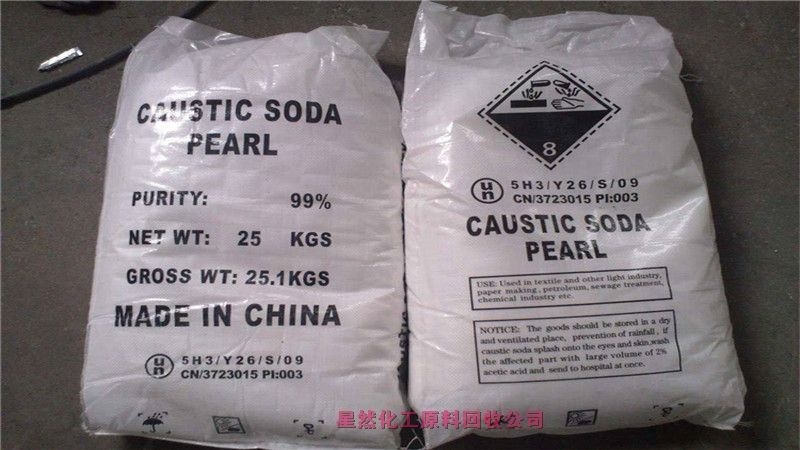 CAUSTIC SODA
PEARL
PURITY: 99%
NET WT: 25 KGS
GROSS WT: 25.1KGS
MADE IN CHINA
un 5H3/Y26/S/09
CN/3723015 PI:003
8
un 5H3/Y26/S/09
CN/3723015 PI:003
CAUSTIC SODA
PEARL
USE: Used in textile and other light industry,
paper making, petroleum, sewage treatment,
chemical industry etc.
NOTICE: The goods should be stored in a dry
and ventilated place, prevention of rainfall, if
caustic soda splash onto the eyes and skin,wash
the affected part with large volume of 2%
acetic acid and send to hospital at once.
星然化工原料回收公司